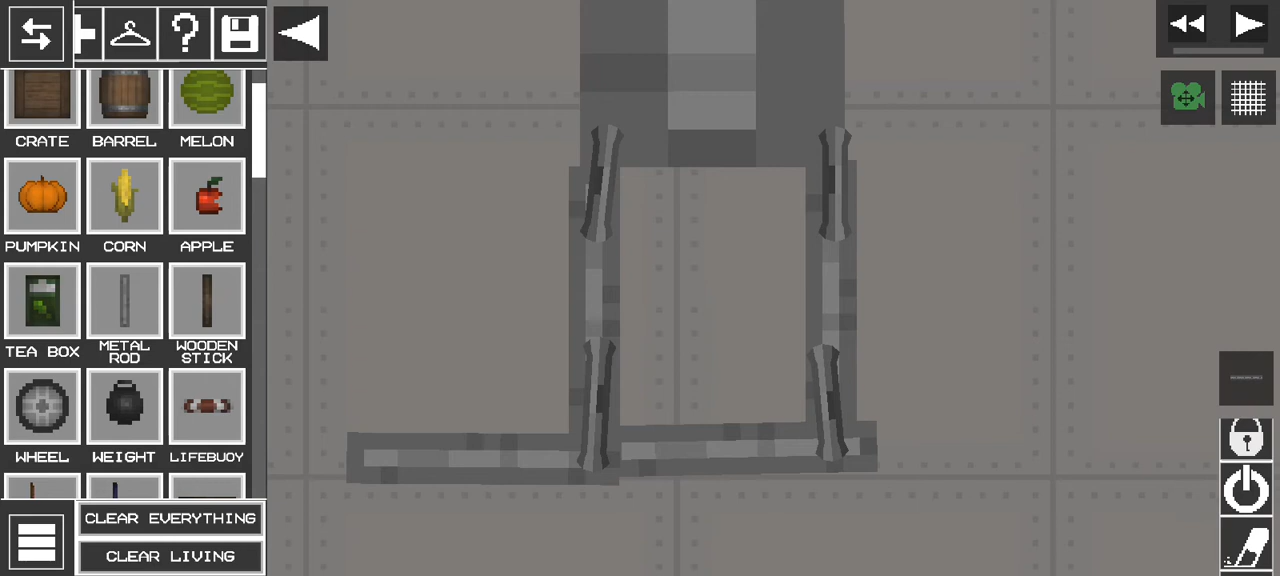 CRATE BARREL MELON
PUMPKIN CORN APPLE
TEA BOX METAL ROD WOODEN STICK
WHEEL WEIGHT LIFEBUOY
CLEAR EVERYTHING
CLEAR LIVING